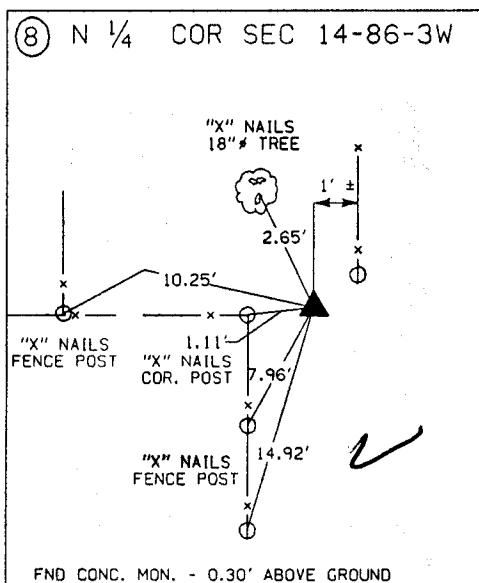 8 N 1/4 COR SEC 14-86-3W
"X" NAILS
18"ø TREE
1' ±
2.65'
10.25'
"X" NAILS
FENCE POST
1.11'
"X" NAILS
COR. POST
7.96'
14.92'
"X" NAILS
FENCE POST
FND CONC. MON. - 0.30' ABOVE GROUND